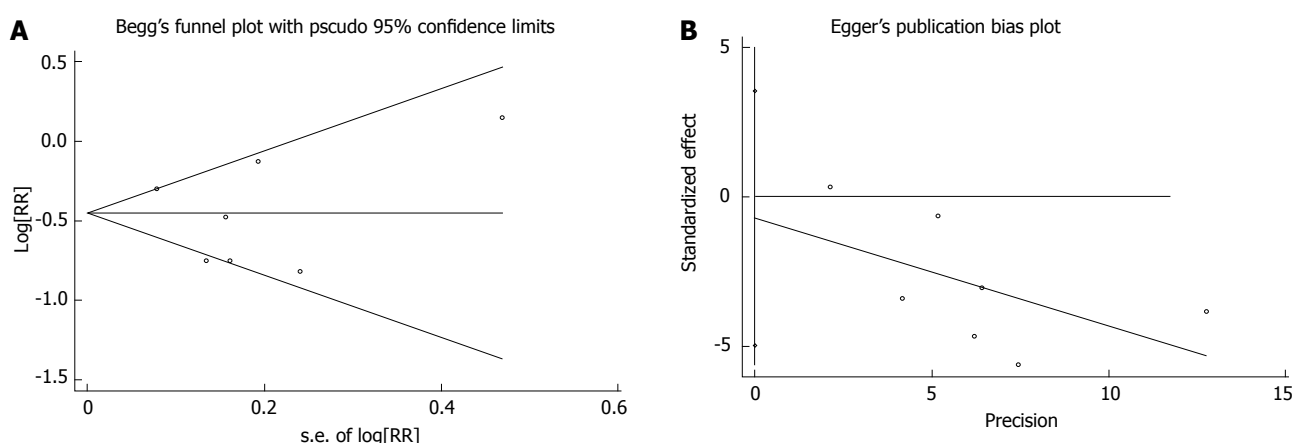 A
Begg's funnel plot with pscudo 95% confidence limits
0.5
0.0
-0.5
-1.0
-1.5
Log[RR]
0
0.2
0.4
0.6
s.e. of log[RR]
B
Egger's publication bias plot
5
0
-5
Standardized effect
0
5
10
15
Precision